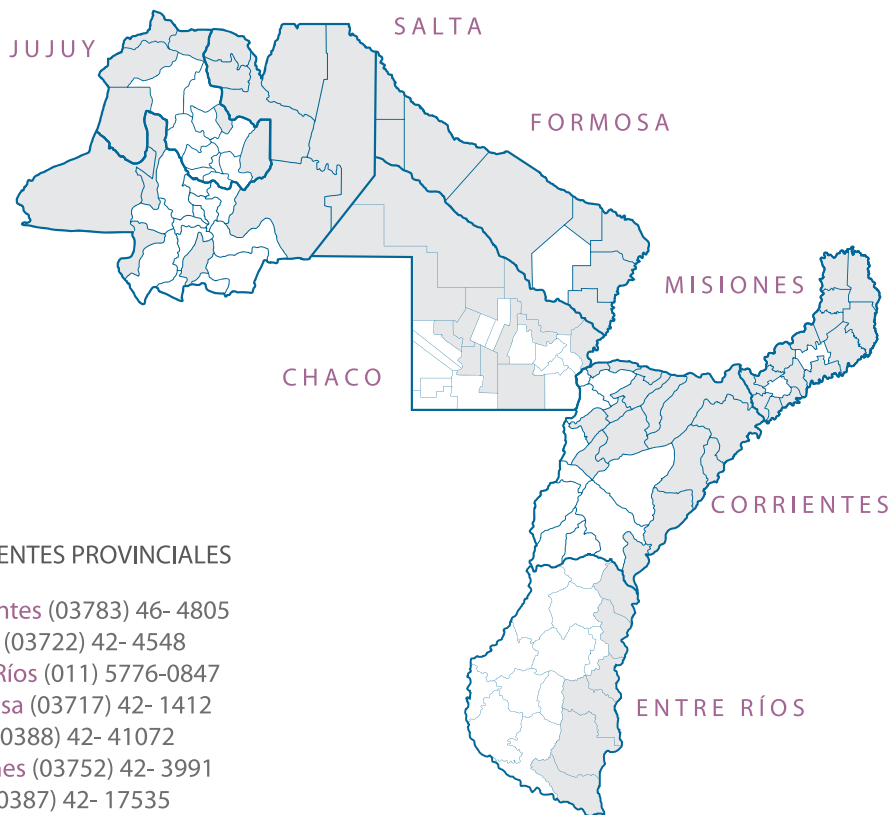 SALTA
JUJUY
FORMOSA
MISIONES
CHACO
CORRIENTES
ENTRE RÍOS
ENTES PROVINCIALES
ntes (03783) 46- 4805
(03722) 42- 4548
Ríos (011) 5776-0847
sa (03717) 42- 1412
0388) 42- 41072
nes (03752) 42- 3991
0387) 42- 17535